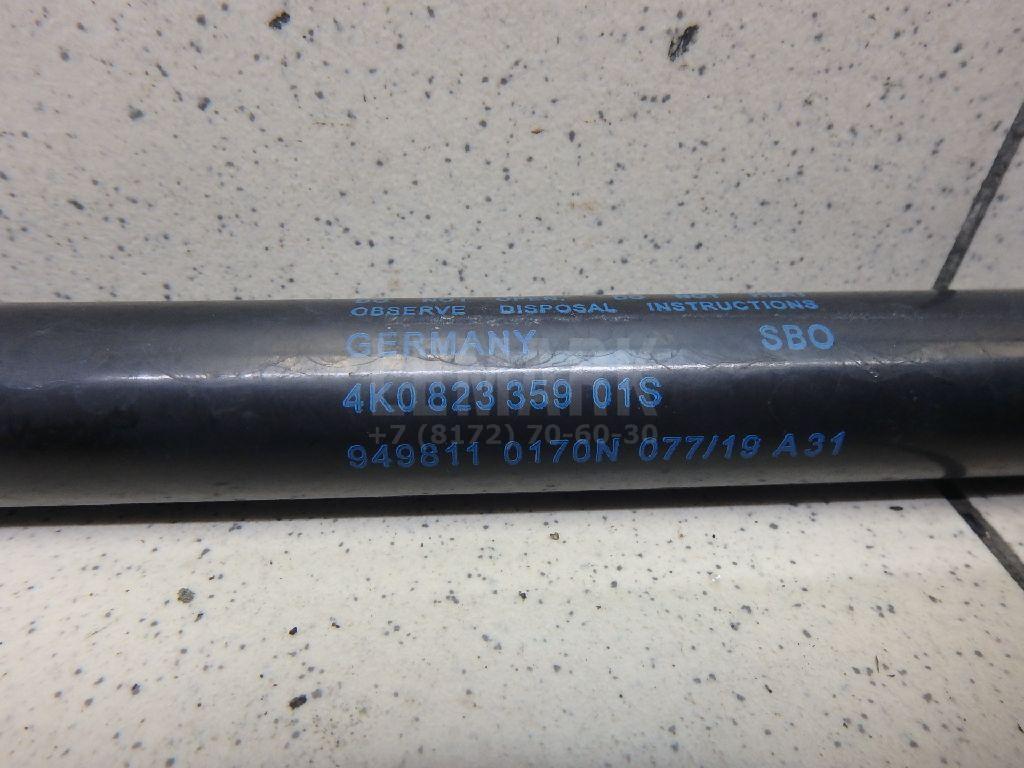 OBSERVE DISPOSAL INSTRUCTIONS
GERMANY SBO
4K0 823 359 01S
+7 (8172) 70-60-30
949811 0170N 077/19 A31